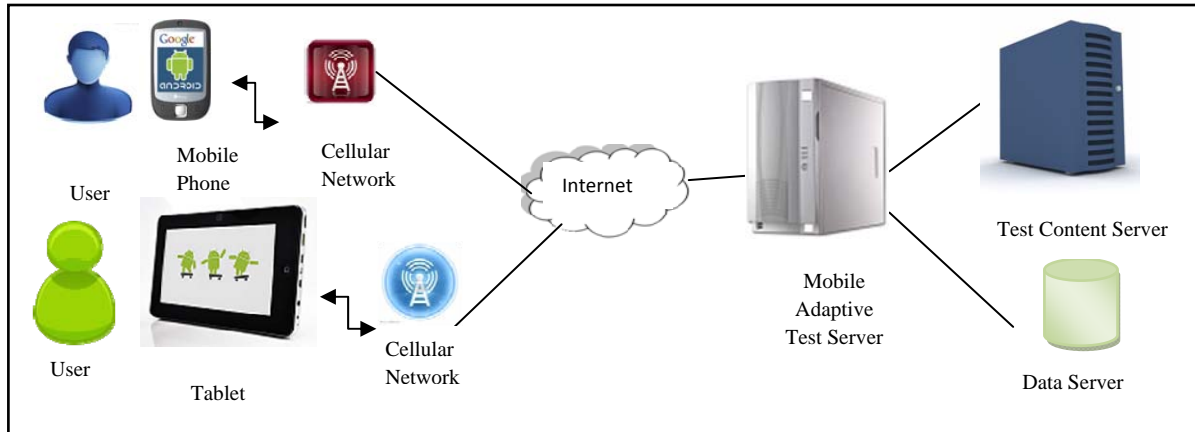 Google
ANDROID
User
Mobile
Phone
Cellular
Network
Internet
Mobile
Adaptive
Test Server
Test Content Server
User
Tablet
Cellular
Network
Data Server